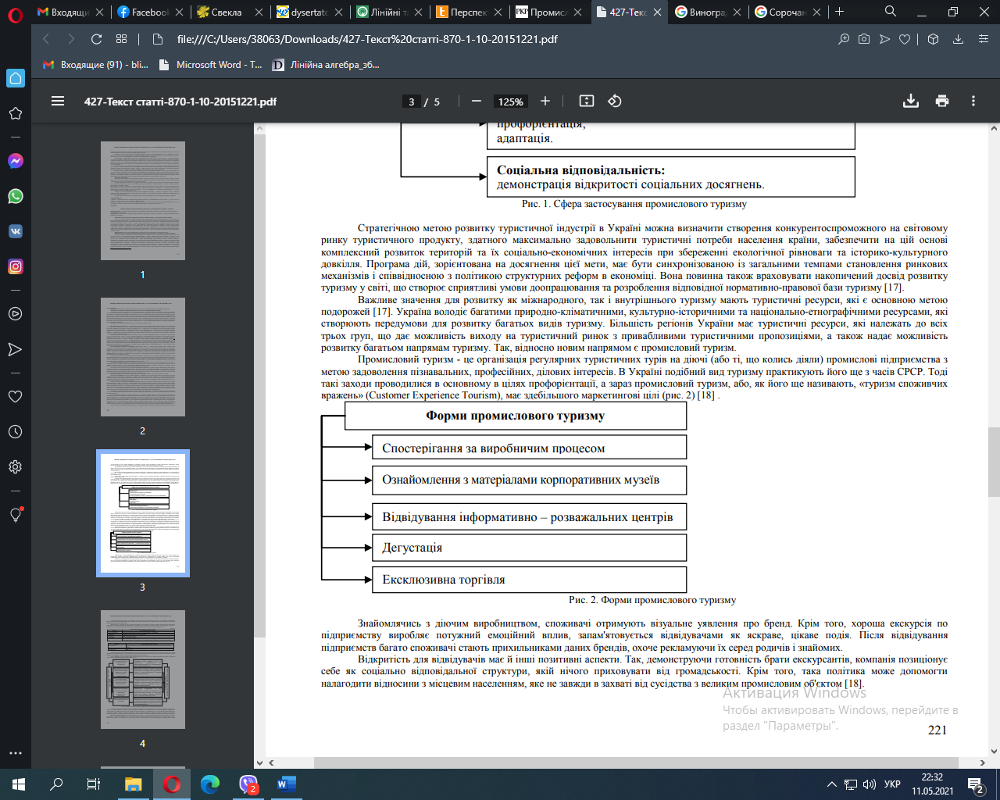 Входящи
Facebook
Свекла
dysertato
Лінійні т
Перспек
Промисл
427-Текс
Виногра
Сорочан
file:///C:/Users/38063/Downloads/427-Текст%20статті-870-1-10-20151221.pdf
Входящие (91) - bli...
Microsoft Word - T...
Лінійна алгебра_зб...
427-Текст статті-870-1-10-20151221.pdf
3 / 5
125%
1
2
3
4
профорієнтація,
адаптація.
Соціальна відповідальність:
демонстрація відкритості соціальних досягнень.
Рис. 1. Сфера застосування промислового туризму
Стратегічною метою розвитку туристичної індустрії в Україні можна визначити створення конкурентоспроможного на світовому
ринку туристичного продукту, здатного максимально задовольнити туристичні потреби населення країни, забезпечити на цій основі
комплексний розвиток територій та їх соціально-економічних інтересів при збереженні екологічної рівноваги та історико-культурного
довкілля. Програма дій, зорієнтована на досягнення цієї мети, має бути синхронізованою із загальними темпами становлення ринкових
механізмів і співвідносною з політикою структурних реформ в економіці. Вона повинна також враховувати накопичений досвід розвитку
туризму у світі, що створює сприятливі умови доопрацювання та розроблення відповідної нормативно-правової бази туризму [17].
Важливе значення для розвитку як міжнародного, так і внутрішнього туризму мають туристичні ресурси, які є основною метою
подорожей [17]. Україна володіє багатими природно-кліматичними, культурно-історичними та національно-етнографічними ресурсами, які
створюють передумови для розвитку багатьох видів туризму. Більшість регіонів України має туристичні ресурси, які належать до всіх
трьох груп, що дає можливість виходу на туристичний ринок з привабливими туристичними пропозиціями, а також надає можливість
розвитку багатьом напрямам туризму. Так, відносно новим напрямом є промисловий туризм.
Промисловий туризм - це організація регулярних туристичних турів на діючі (або ті, що колись діяли) промислові підприємства з
метою задоволення пізнавальних, професійних, ділових інтересів. В Україні подібний вид туризму практикують його ще з часів СРСР. Тоді
такі заходи проводилися в основному в цілях профорієнтації, а зараз промисловий туризм, або, як його ще називають, «туризм споживчих
вражень» (Customer Experience Tourism), має здебільшого маркетингові цілі (рис. 2) [18] .
Форми промислового туризму
Спостерігання за виробничим процесом
Ознайомлення з матеріалами корпоративних музеїв
Відвідування інформативно – розважальних центрів
Дегустація
Ексклюзивна торгівля
Рис. 2. Форми промислового туризму
Знайомлячись з діючим виробництвом, споживачі отримують візуальне уявлення про бренд. Крім того, хороша екскурсія по
підприємству виробляє потужний емоційний вплив, запам'ятовується відвідувачами як яскраве, цікаве подія. Після відвідування
підприємств багато споживачі стають прихильниками даних брендів, охоче рекламуючи їх серед родичів і знайомих.
Відкритість для відвідувачів має й інші позитивні аспекти. Так, демонструючи готовність брати екскурсантів, компанія позиціонує
себе як соціально відповідальної структури, якій нічого приховувати від громадськості. Крім того, така політика може допомогти
налагодити відносини з місцевим населенням, яке не завжди в захваті від сусідства з великим промисловим об'єктом [18].
Активация Windows
Чтобы активировать Windows, перейдите в
раздел "Параметры".
221
2
УКР
22:32
11.05.2021
2